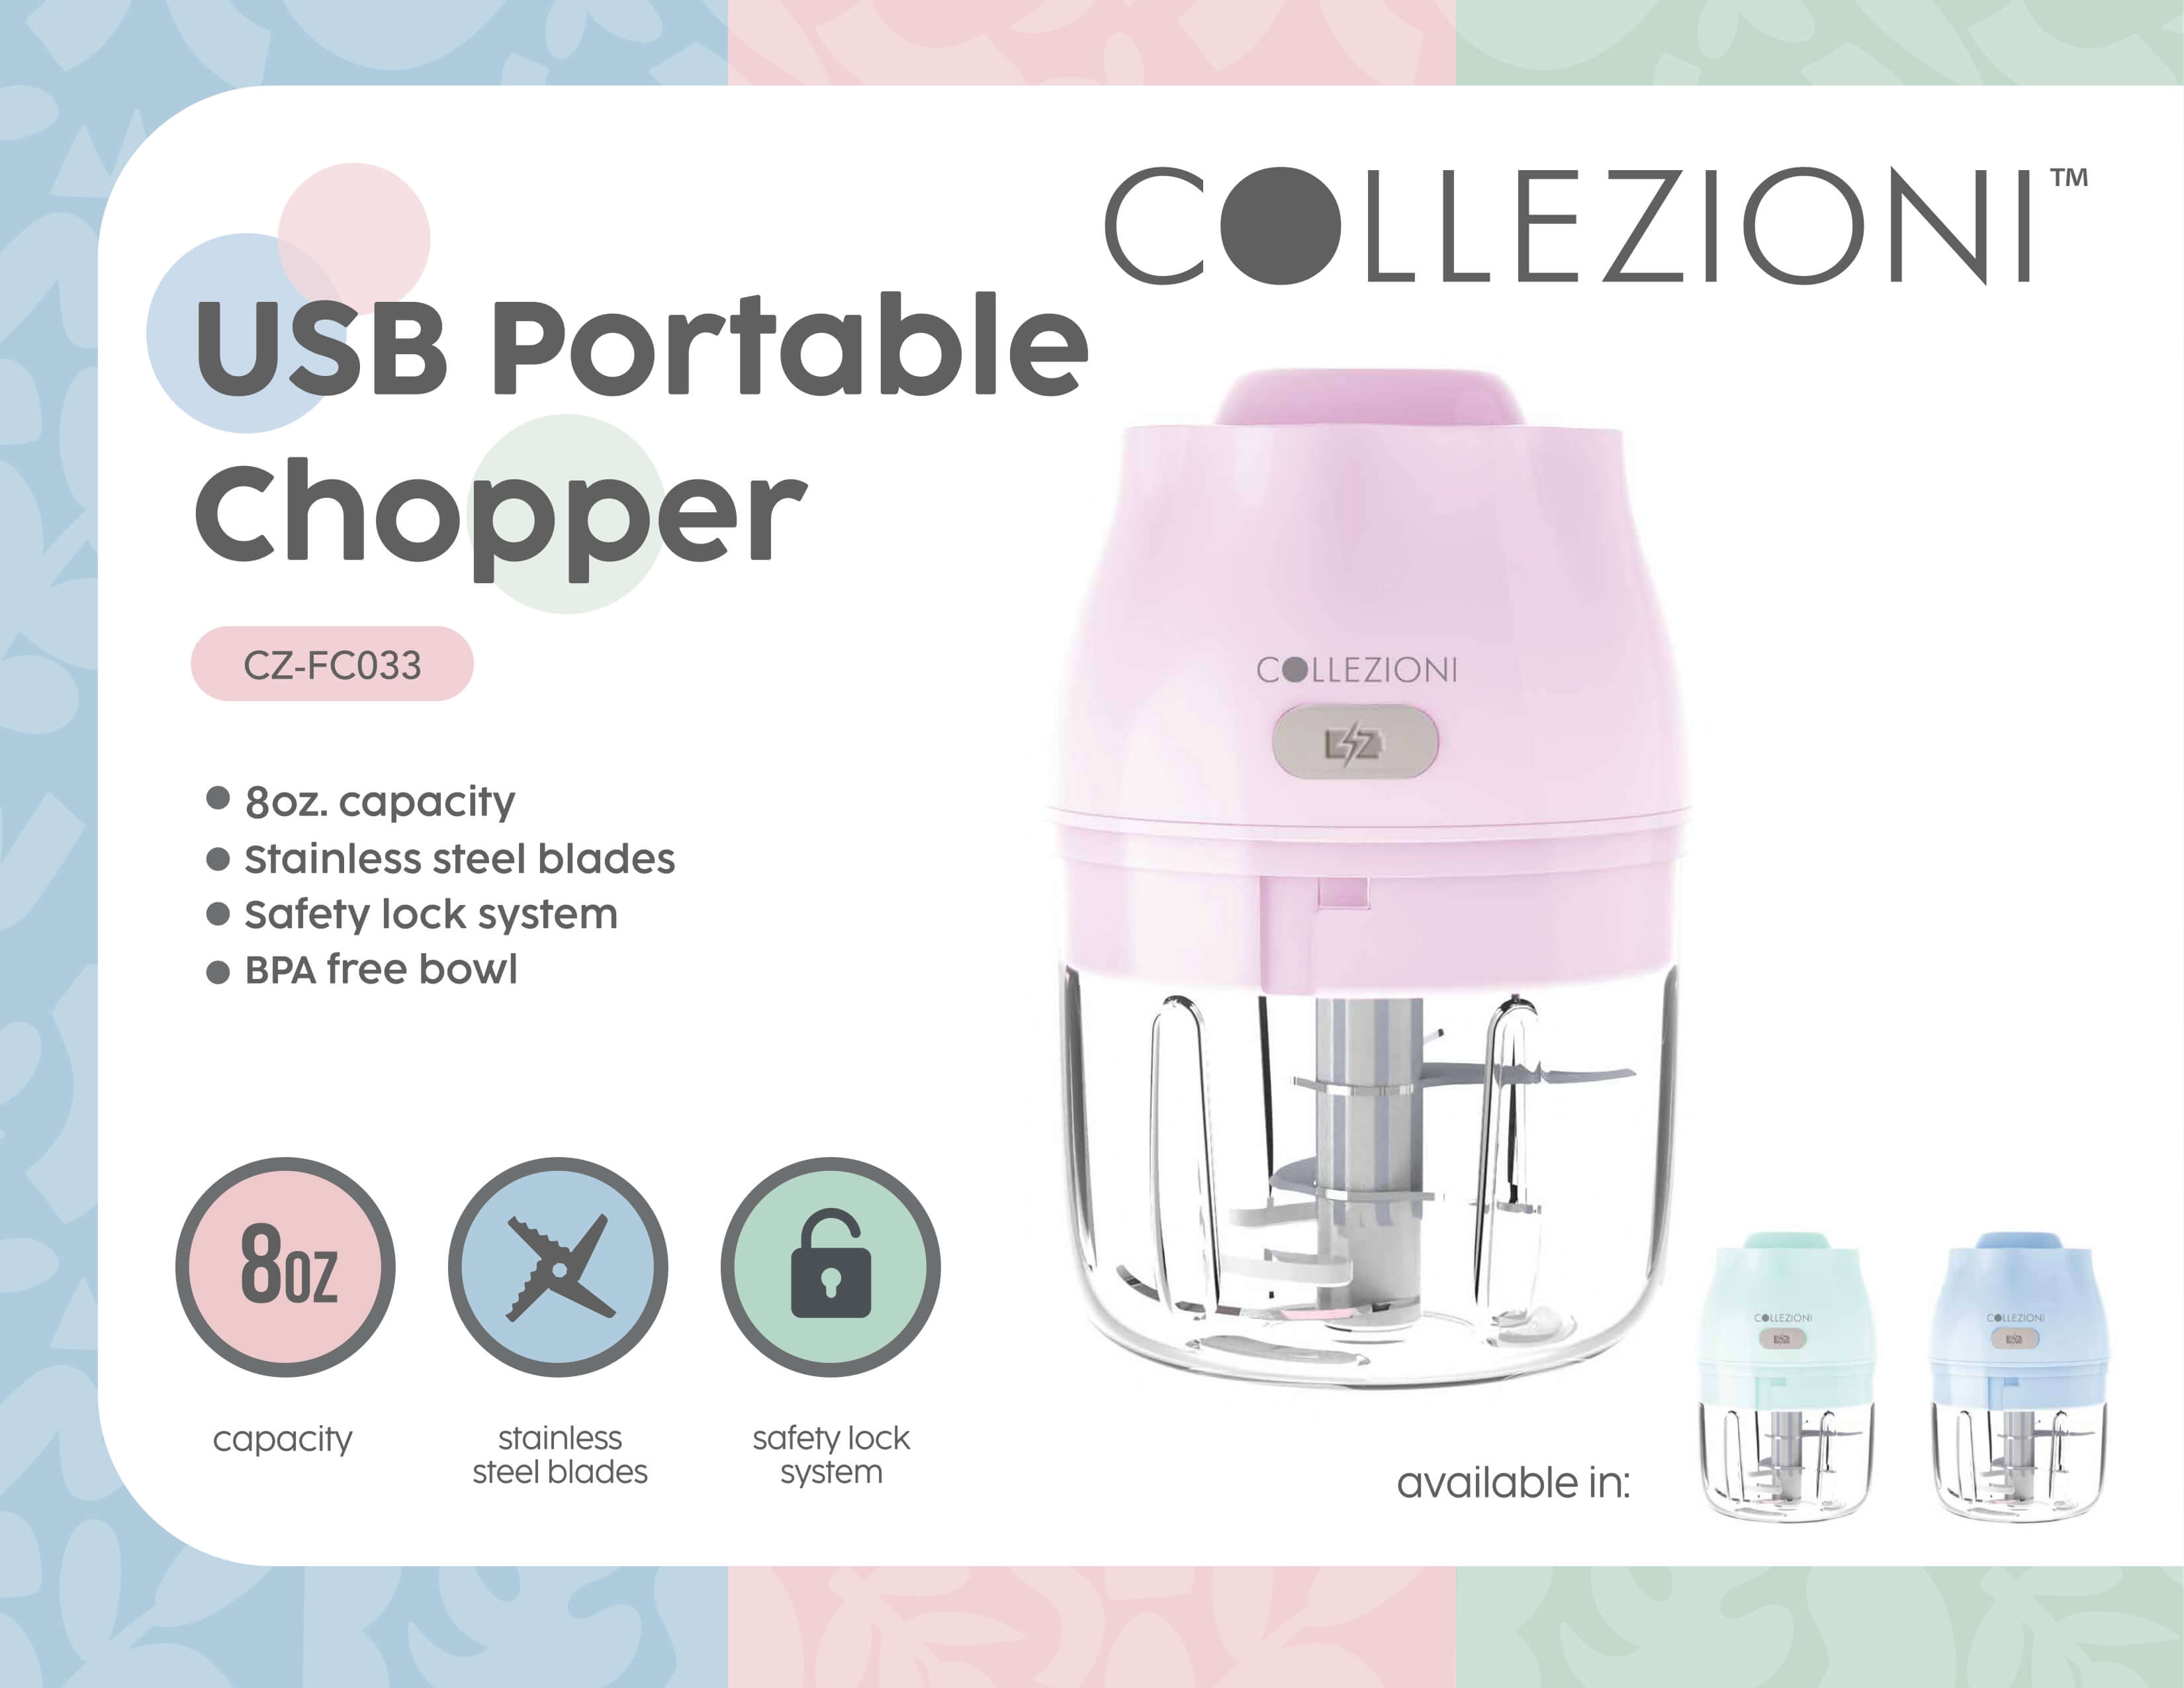 COLLEZIONI™
USB Portable
Chopper
CZ-FC033
8oz. capacity
Stainless steel blades
Safety lock system
BPA free bowl
COLLEZIONI
8oz
capacity
stainless
steel blades
safety lock
system
available in:
COLLEZIONI
COLLEZIONI